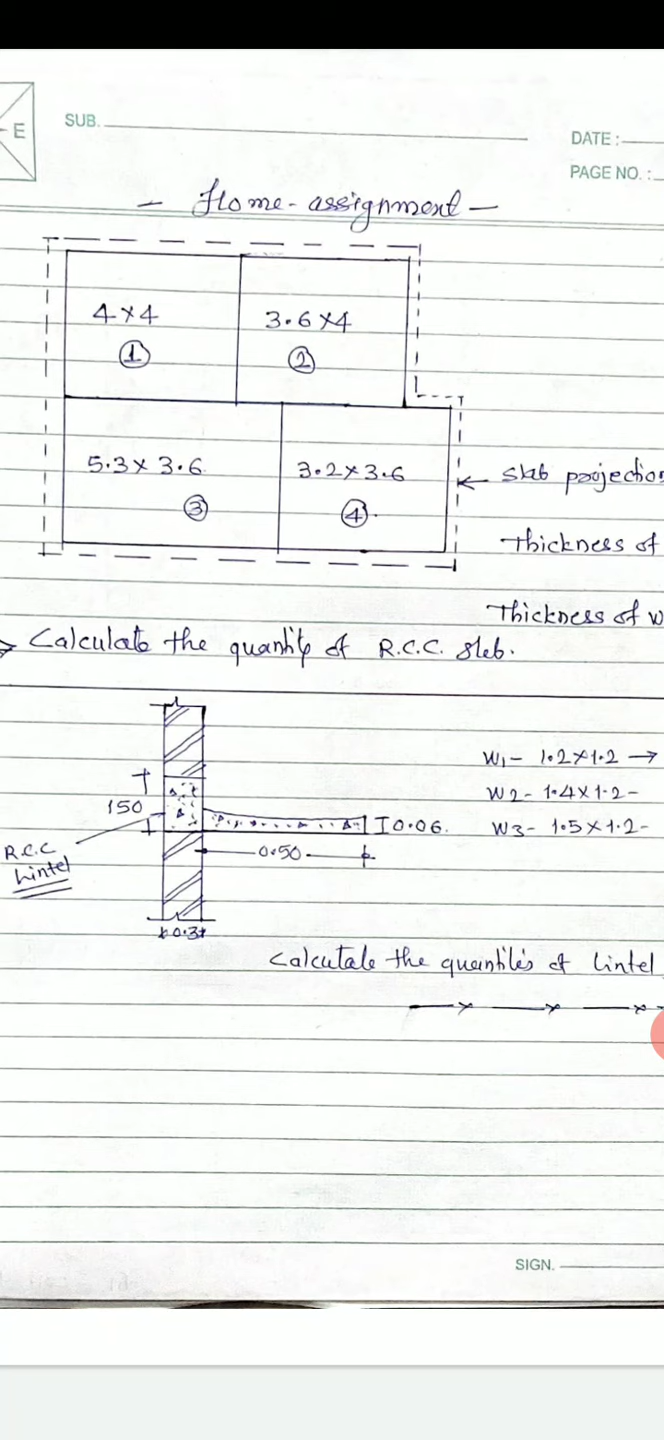 E
SUB.
DATE :
PAGE NO. :
- Home-assignment -
4×4
①
3.6×4
②
5.3×3.6
③
3.2×3.6
④
← Slab projection
Thickness of
Thickness of w
Calculate the quantity of R.C.C. Sleb.
W1- 1.2×1.2 →
150
W2- 1.4×1.2-
0.06
W3- 1.5×1.2-
R.C.C
Lintel
0.50
0.3
Calcutale the quantiles of lintel
SIGN.